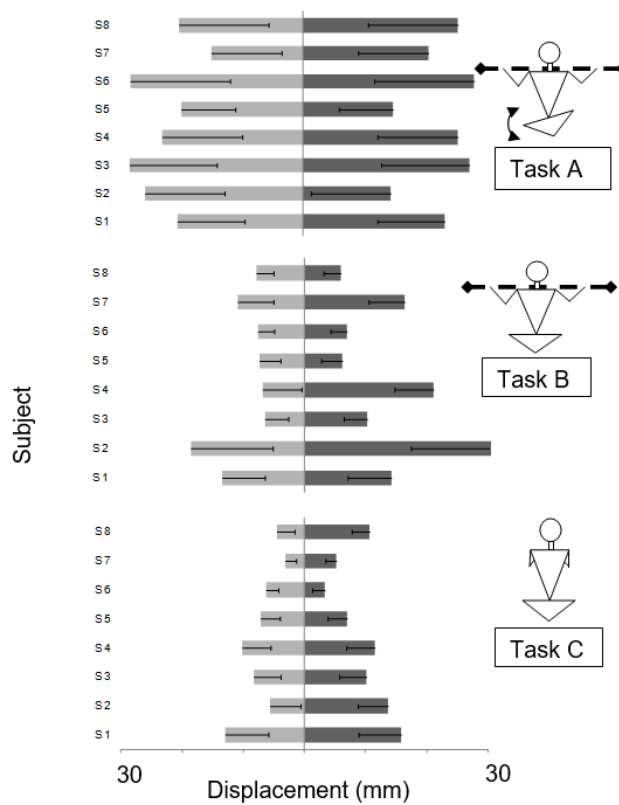 S8
S7
S6
S5
S4
S3
S2
S1
Task A
S8
S7
S6
S5
S4
S3
S2
S1
Task B
Subject
S8
S7
S6
S5
S4
S3
S2
S1
Task C
30
30
Displacement (mm)